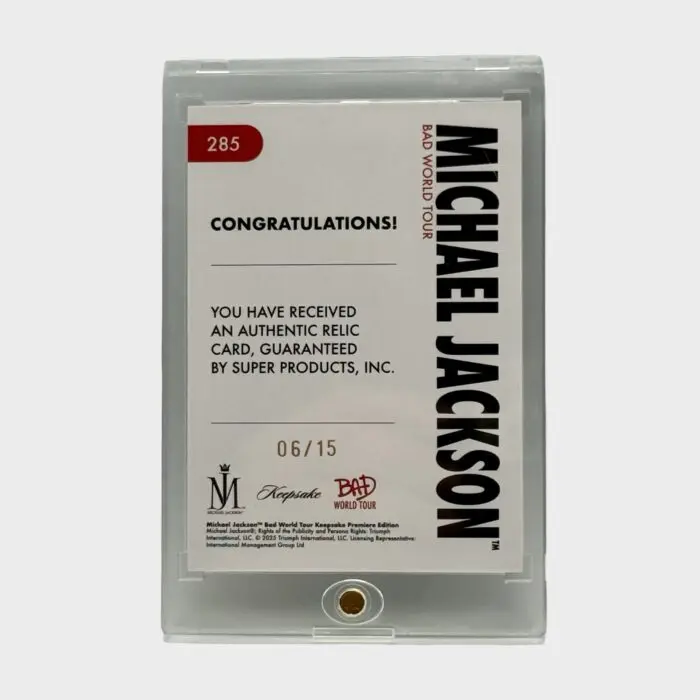 285
MICHAEL JACKSON™
BAD WORLD TOUR
CONGRATULATIONS!
YOU HAVE RECEIVED
AN AUTHENTIC RELIC
CARD, GUARANTEED
BY SUPER PRODUCTS, INC.
06/15
MJ
MICHAEL JACKSON
Keepsake
BAD
WORLD TOUR
Michael Jackson™ Bad World Tour Keepsake Premiere Edition
Michael Jackson®; Rights of the Publicity and Persona Rights: Triumph
International, LLC. © 2025 Triumph International, LLC. Licensing Representative:
International Management Group Ltd